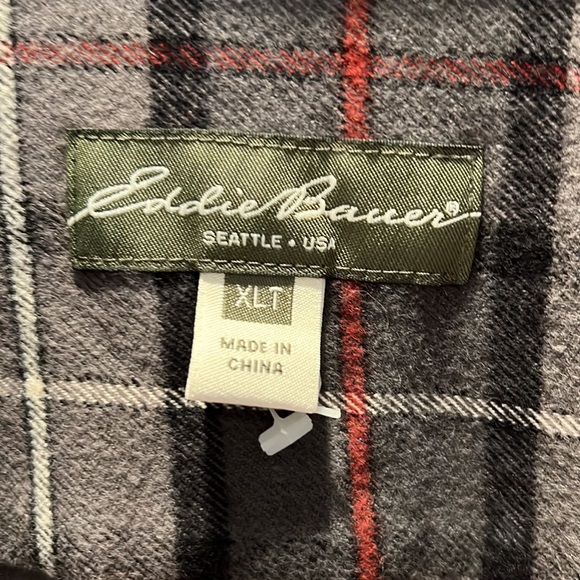 Eddie Bauer®
SEATTLE • USA
XLT
MADE IN
CHINA